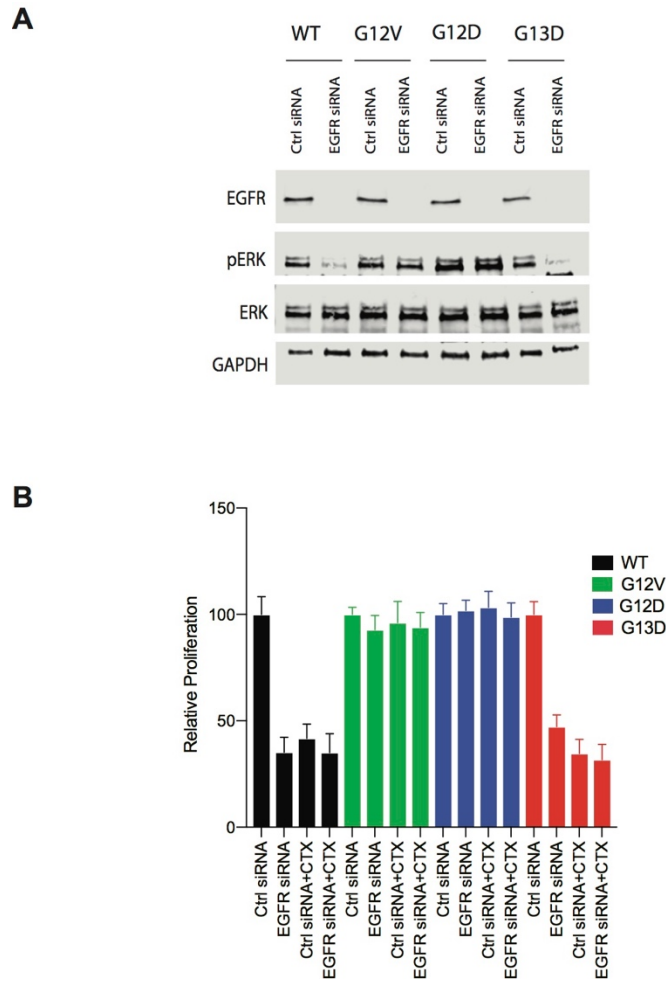 A
WT G12V G12D G13D
Ctrl siRNA EGFR siRNA Ctrl siRNA EGFR siRNA Ctrl siRNA EGFR siRNA Ctrl siRNA EGFR siRNA
EGFR
pERK
ERK
GAPDH
B
Relative Proliferation
150
100
50
0
WT
G12V
G12D
G13D
Ctrl siRNA
EGFR siRNA
Ctrl siRNA+CTX
EGFR siRNA+CTX
Ctrl siRNA
EGFR siRNA
Ctrl siRNA+CTX
EGFR siRNA+CTX
Ctrl siRNA
EGFR siRNA
Ctrl siRNA+CTX
EGFR siRNA+CTX
Ctrl siRNA
EGFR siRNA
Ctrl siRNA+CTX
EGFR siRNA+CTX